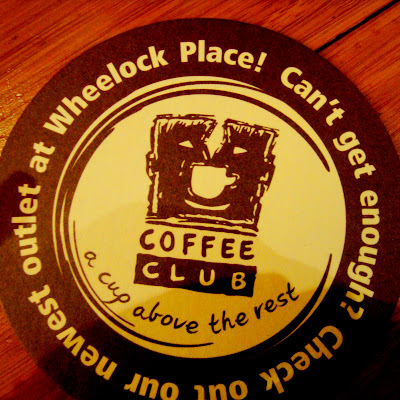 Can't get enough? Check out our newest outlet at Wheelock Place!
COFFEE
CLUB
a cup above the rest